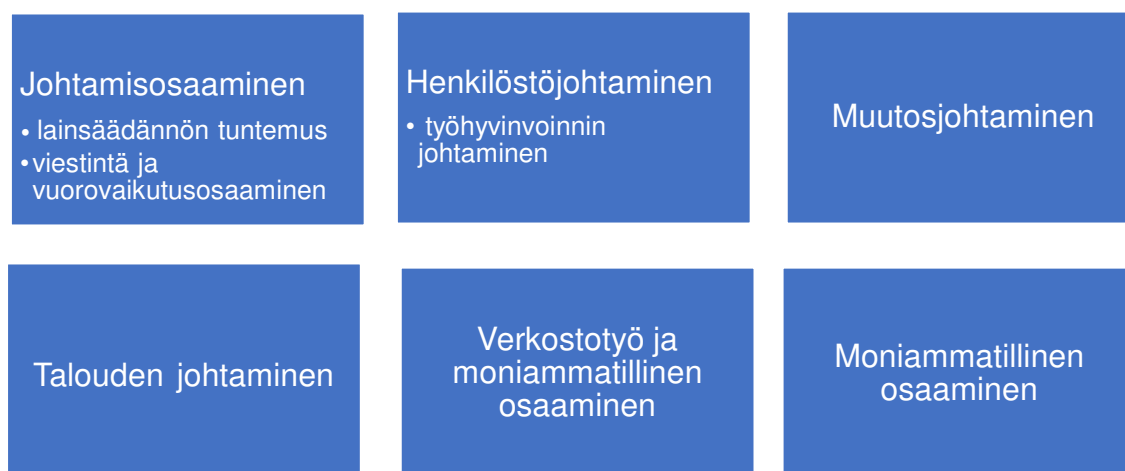 Johtamisosaaminen
• lainsäädännön tuntemus
• viestintä ja
vuorovaikutusosaaminen
Henkilöstöjohtaminen
• työhyvinvoinnin
johtaminen
Muutosjohtaminen
Talouden johtaminen
Verkostotyö ja
moniammatillinen
osaaminen
Moniammatillinen
osaaminen